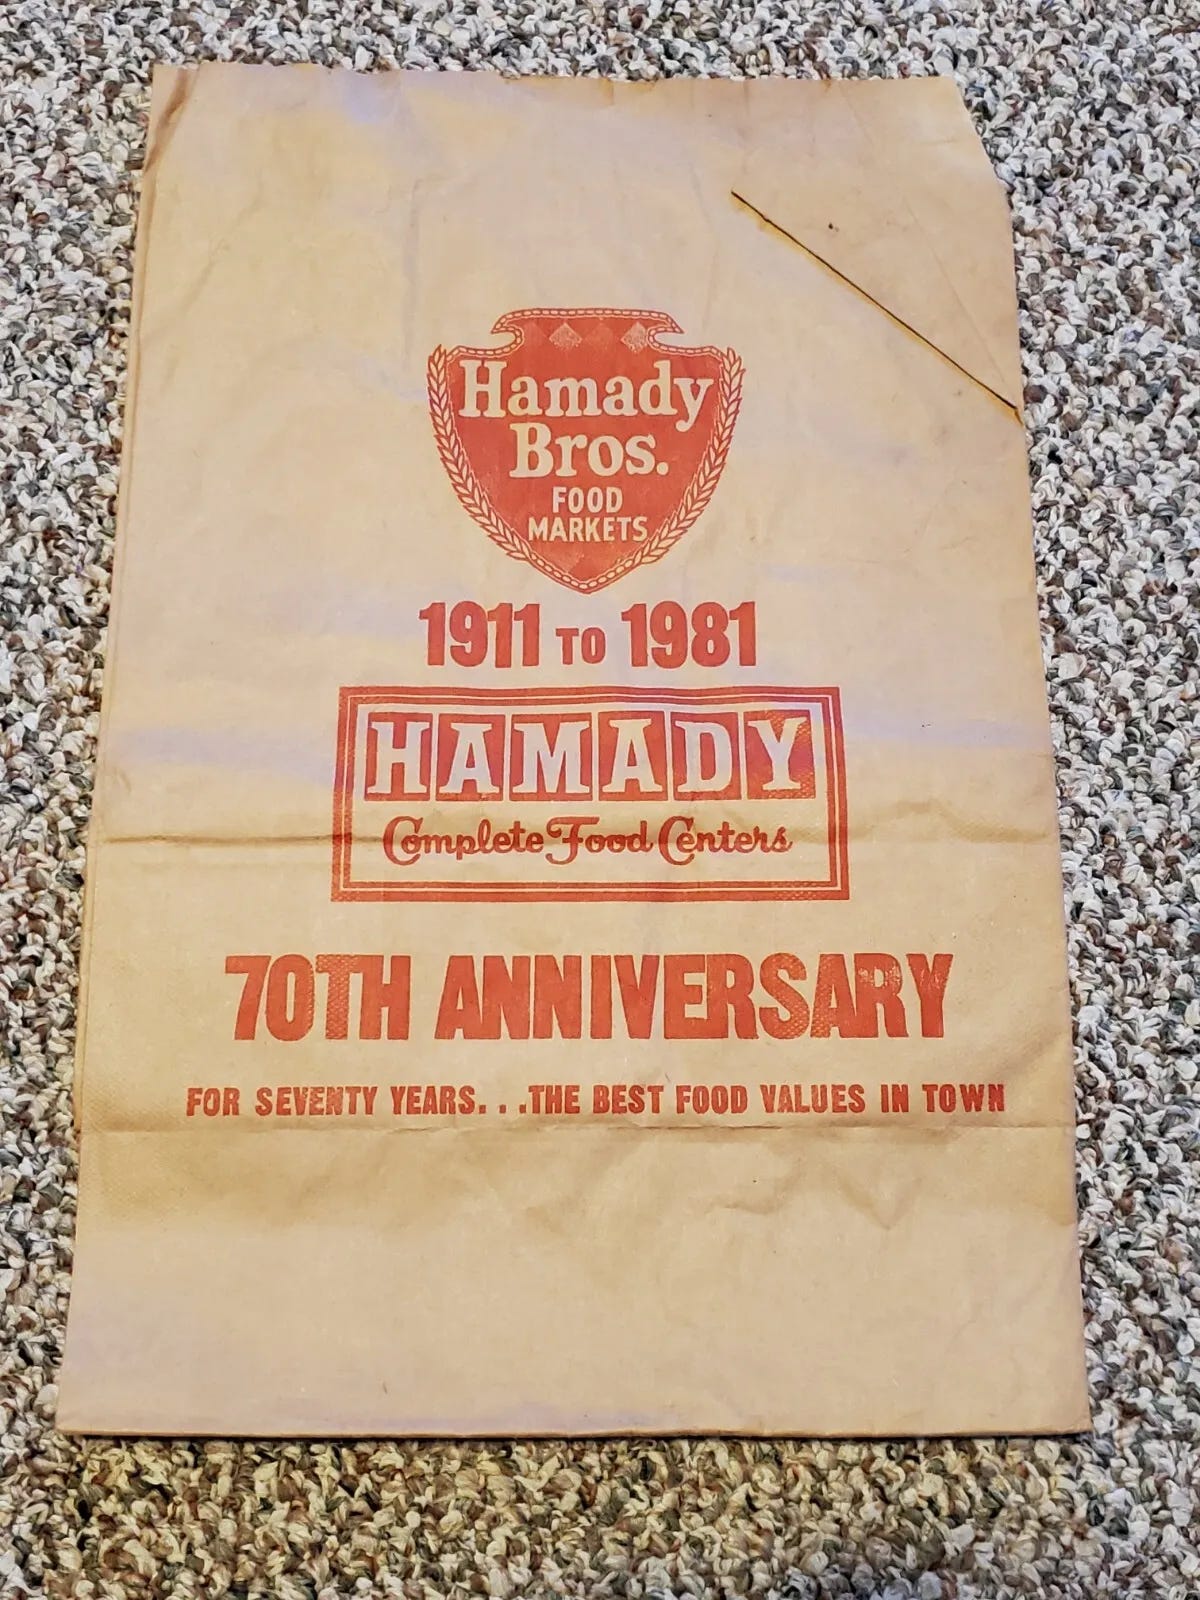 Hamady
Bros.
FOOD
MARKETS
1911 TO 1981
HAMADY
Complete Food Centers
70TH ANNIVERSARY
FOR SEVENTY YEARS. . .THE BEST FOOD VALUES IN TOWN